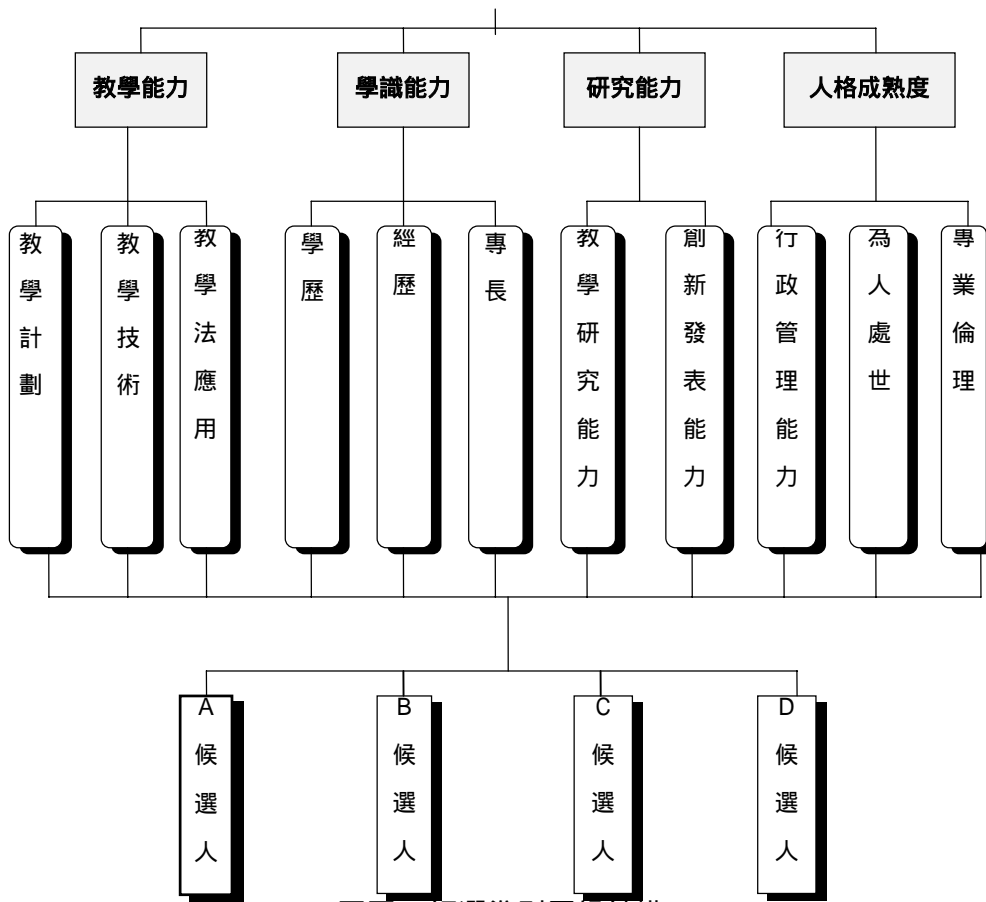 教學能力
學識能力
研究能力
人格成熟度
教學計劃
教學技術
教學法應用
學歷
經歷
專長
教學研究能力
創新發表能力
行政管理能力
為人處世
專業倫理
A候選人
B候選人
C候選人
D候選人